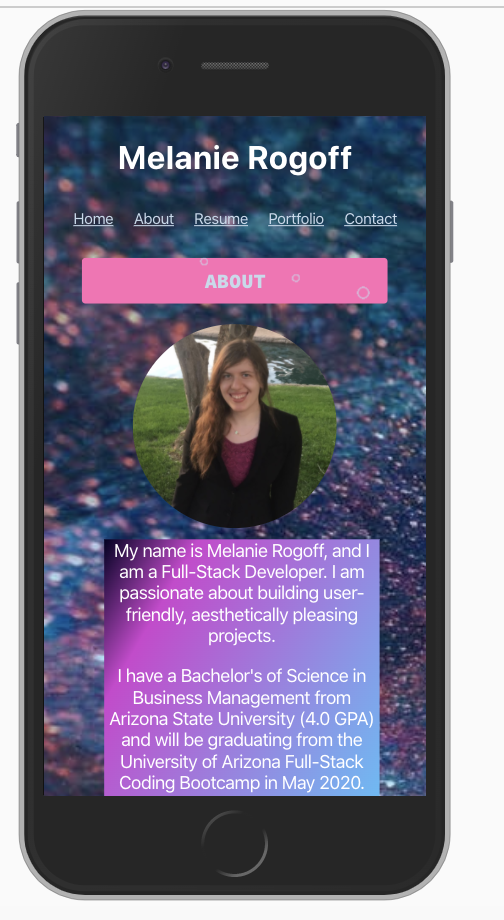 Melanie Rogoff
Home About Resume Portfolio Contact
ABOUT
My name is Melanie Rogoff, and I
am a Full-Stack Developer. I am
passionate about building user-
friendly, aesthetically pleasing
projects.
I have a Bachelor's of Science in
Business Management from
Arizona State University (4.0 GPA)
and will be graduating from the
University of Arizona Full-Stack
Coding Bootcamp in May 2020.